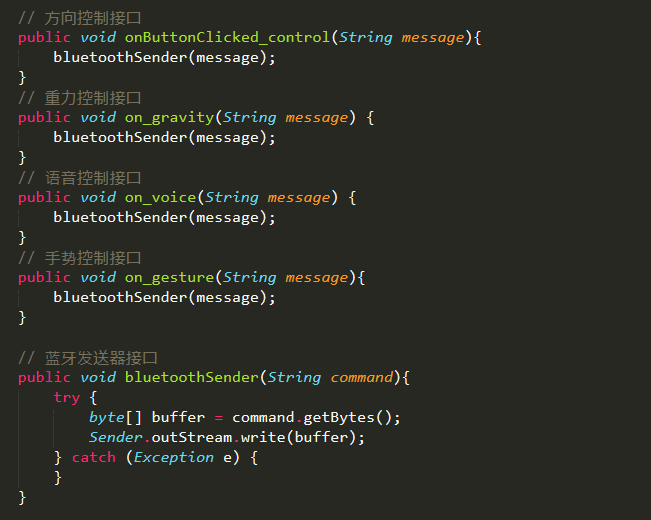 // 方向控制接口
public void onButtonClicked_control(String message){
    bluetoothSender(message);
}
// 重力控制接口
public void on_gravity(String message) {
    bluetoothSender(message);
}
// 语音控制接口
public void on_voice(String message) {
    bluetoothSender(message);
}
// 手势控制接口
public void on_gesture(String message){
    bluetoothSender(message);
}

// 蓝牙发送器接口
public void bluetoothSender(String command){
    try {
        byte[] buffer = command.getBytes();
        Sender.outStream.write(buffer);
    } catch (Exception e) {
    }
}